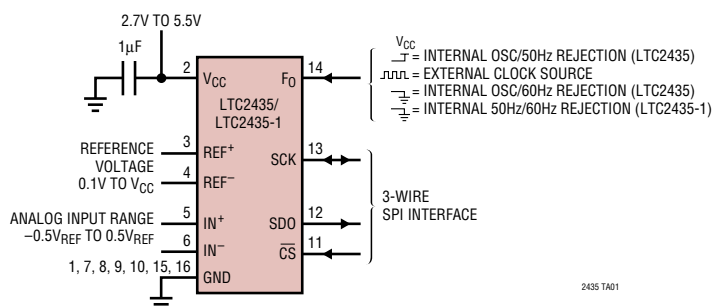 2.7V TO 5.5V
1µF
2
VCC
FO
14
LTC2435/
LTC2435-1
VCC
= INTERNAL OSC/50Hz REJECTION (LTC2435)
= EXTERNAL CLOCK SOURCE
= INTERNAL OSC/60Hz REJECTION (LTC2435)
= INTERNAL 50Hz/60Hz REJECTION (LTC2435-1)
REFERENCE
VOLTAGE
0.1V TO VCC
3
REF+
4
REF–
SCK
13
ANALOG INPUT RANGE
–0.5VREF TO 0.5VREF
5
IN+
6
IN–
SDO
12
CS
11
3-WIRE
SPI INTERFACE
1, 7, 8, 9, 10, 15, 16
GND
2435 TA01